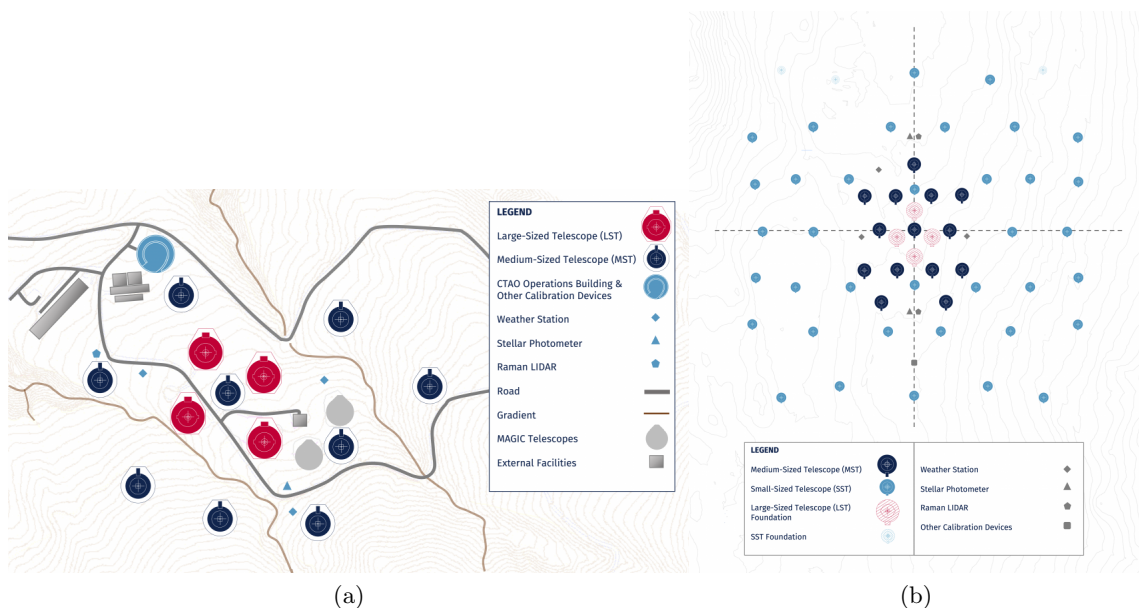 LEGEND
Large-Sized Telescope (LST)
Medium-Sized Telescope (MST)
CTAO Operations Building &
Other Calibration Devices
Weather Station
Stellar Photometer
Raman LIDAR
Road
Gradient
MAGIC Telescopes
External Facilities
(a)
LEGEND
Medium-Sized Telescope (MST)
Small-Sized Telescope (SST)
Large-Sized Telescope (LST)
Foundation
SST Foundation
Weather Station
Stellar Photometer
Raman LIDAR
Other Calibration Devices
(b)